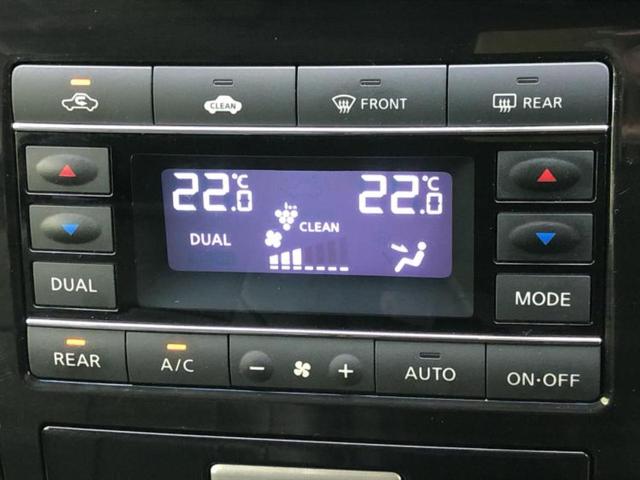 CLEAN FRONT REAR
22.0°C 22.0°C
CLEAN
DUAL
DUAL MODE
REAR A/C - + AUTO ON·OFF